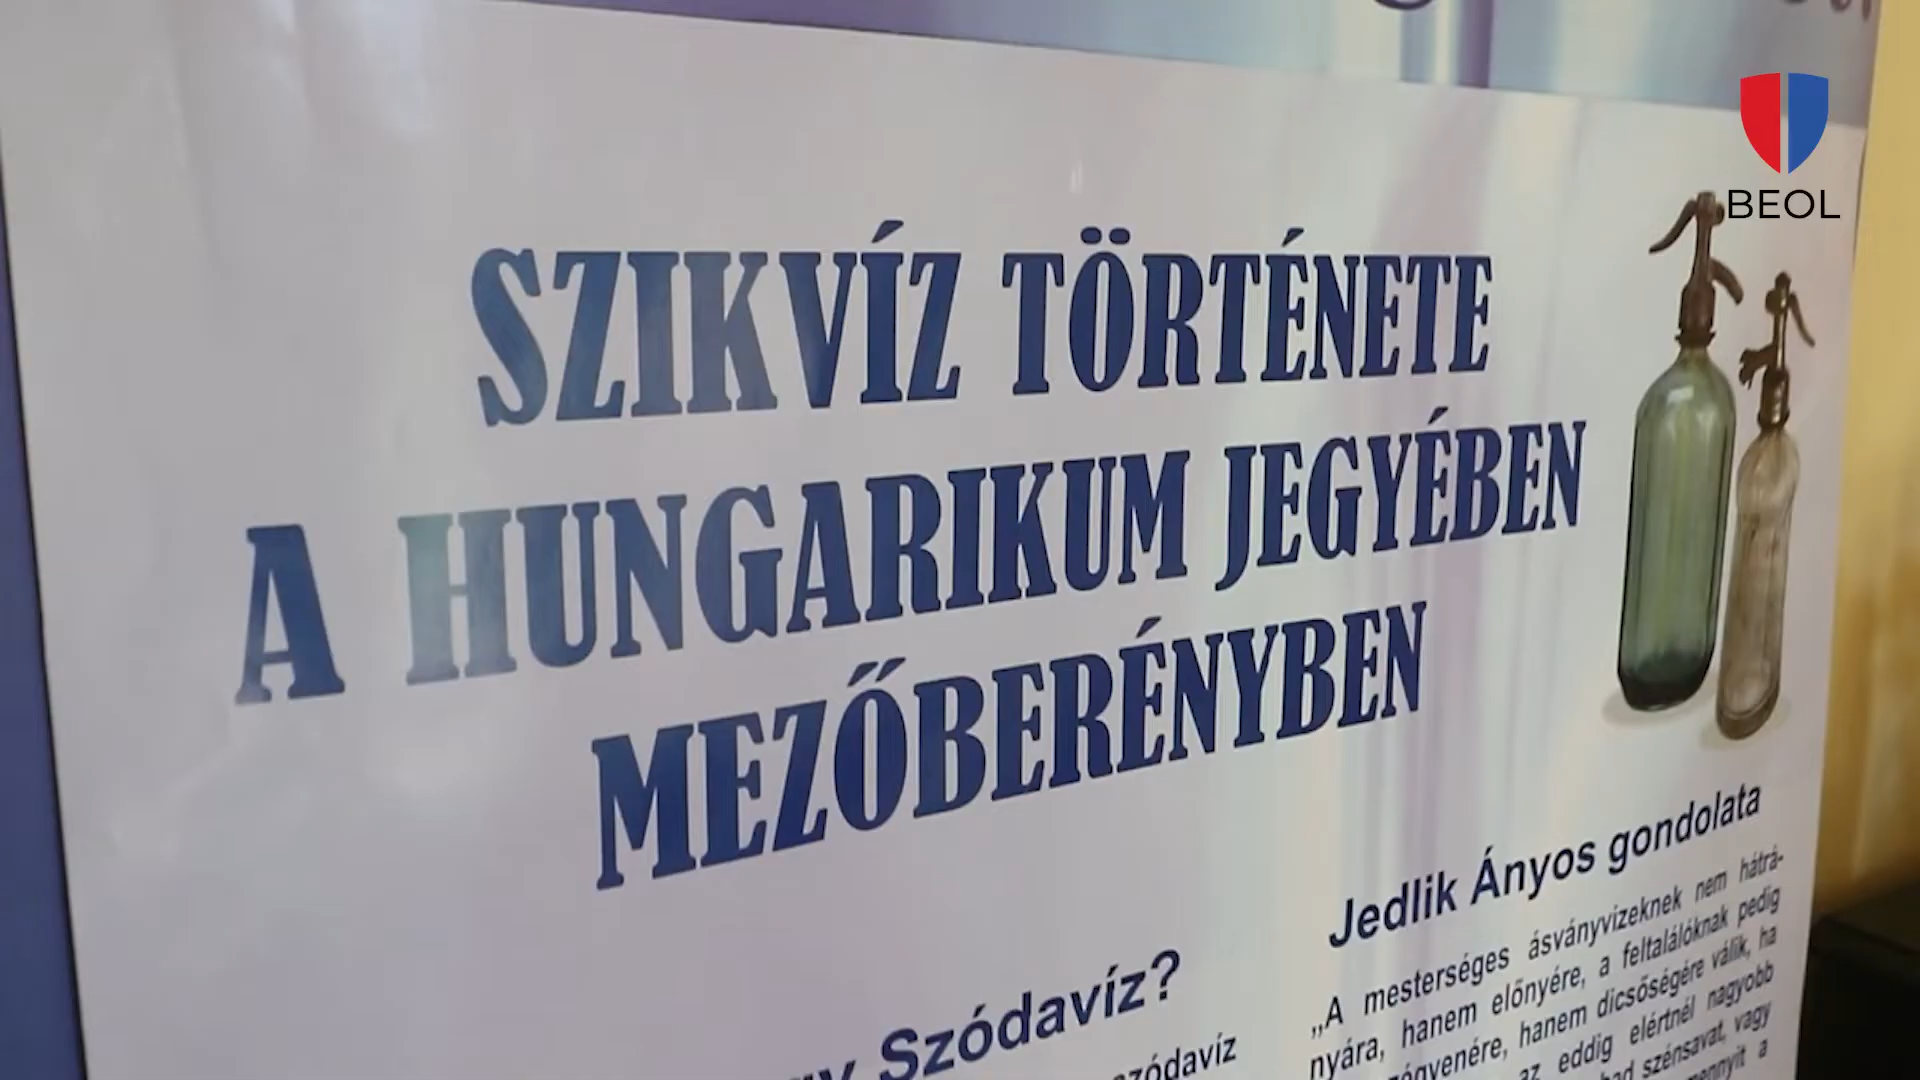 BEOL
SZIKVÍZ TÖRTÉNETE
A HUNGARIKUM JEGYÉBEN
MEZŐBERÉNYBEN
Jedlik Ányos gondolata
„A mesterséges ásványvizeknek nem hátrá-
nyára, hanem előnyére, a feltalálóknak pedig
hanem dicsőségére válik, ha
az eddig elértnél nagyobb
szénsavat, vagy
a
Szódavíz?